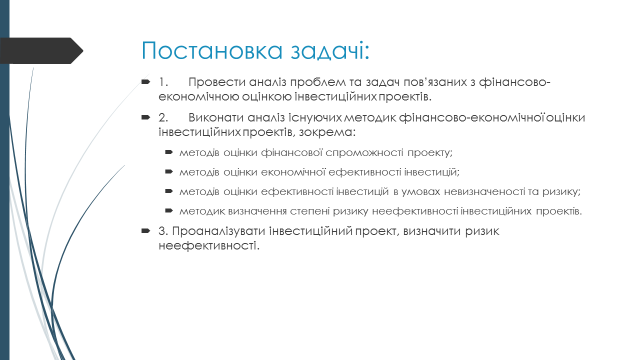 Постановка задачі:
1. Провести аналіз проблем та задач пов'язаних з фінансово-
економічною оцінкою інвестиційних проектів.
2. Виконати аналіз існуючих методик фінансово-економічної оцінки
інвестиційних проектів, зокрема:
методів оцінки фінансової спроможності проекту;
методів оцінки економічної ефективності інвестицій;
методів оцінки ефективності інвестицій в умовах невизначеності та ризику;
методик визначення степені ризику неефективності інвестиційних проектів.
3. Проаналізувати інвестиційний проект, визначити ризик
неефективності.